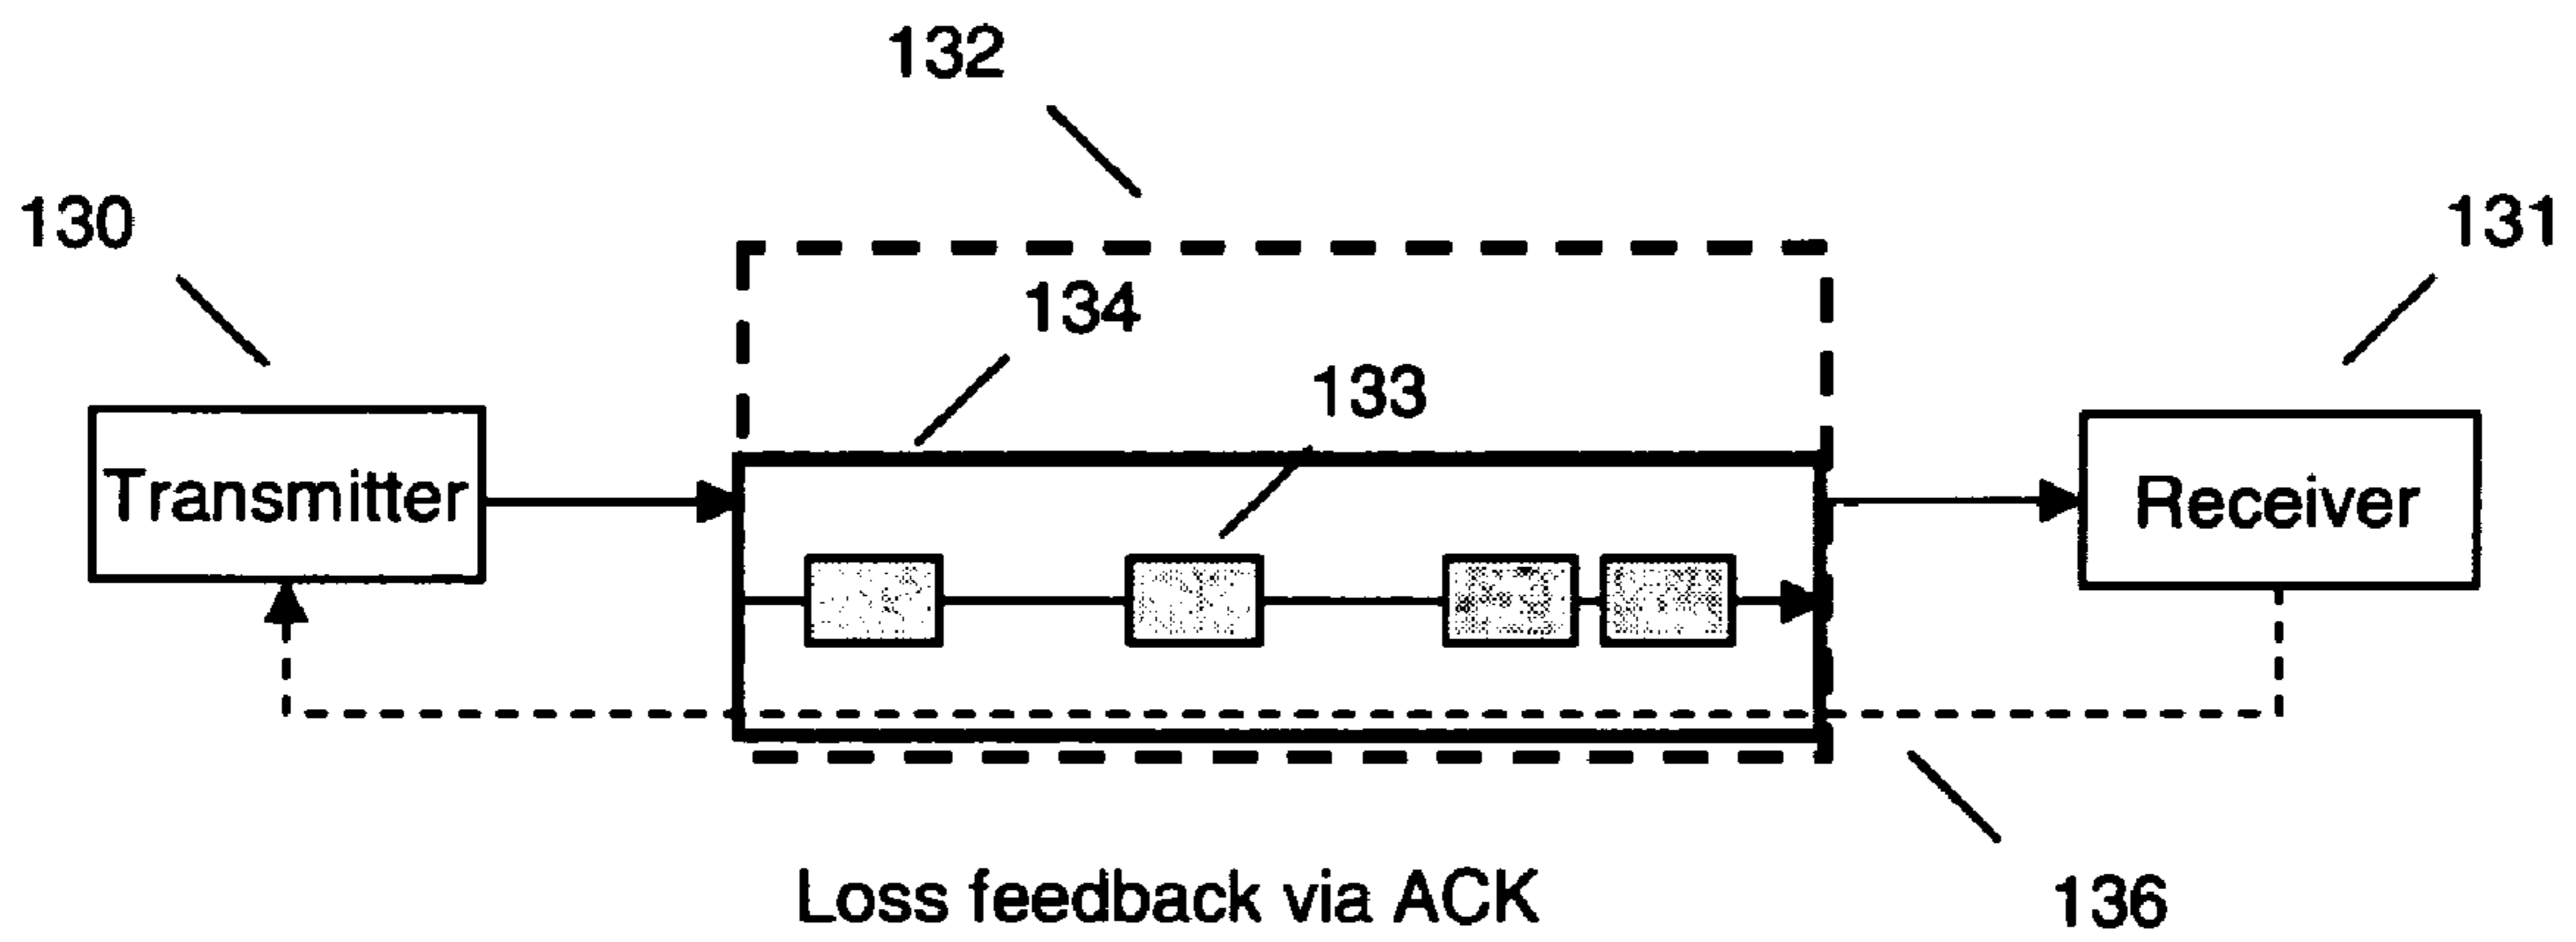 132
130
131
134
133
Transmitter
Receiver
Loss feedback via ACK
136